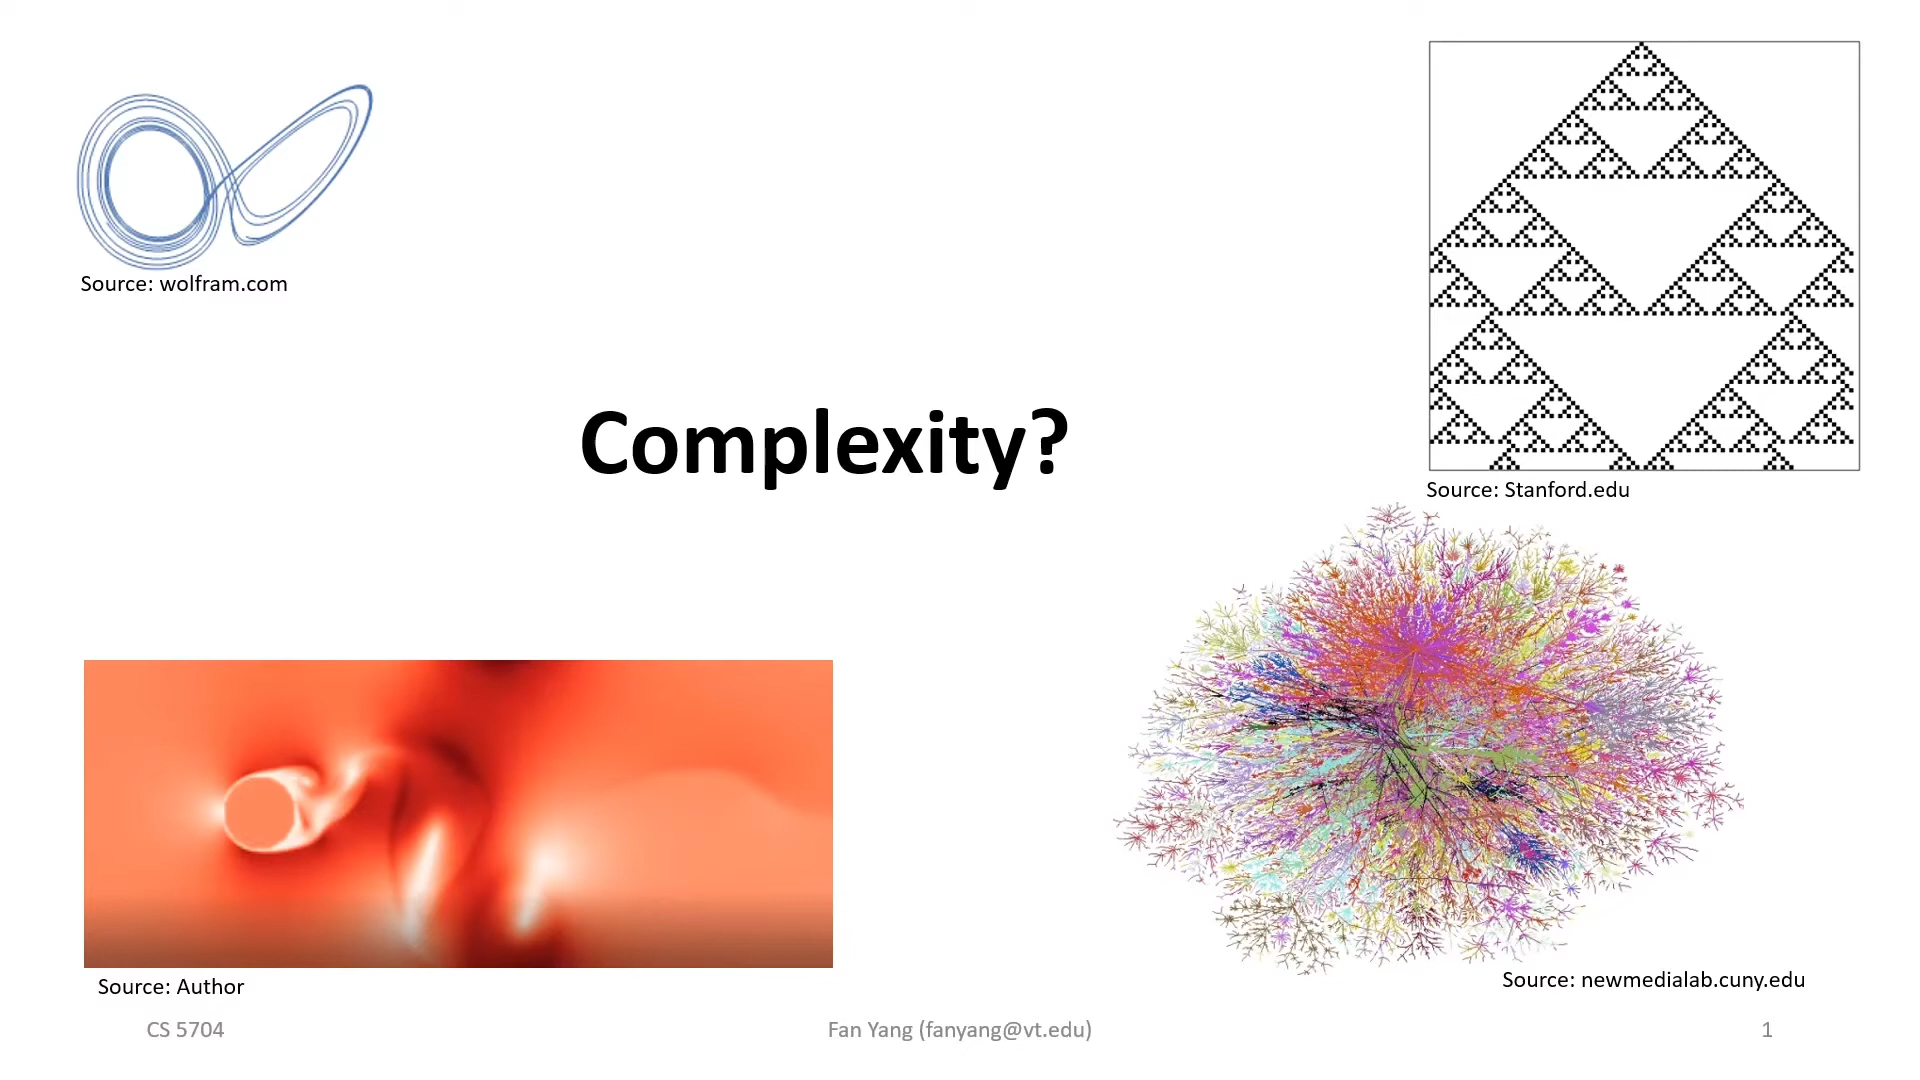 Source: wolfram.com
Source: Stanford.edu
Complexity?
Source: Author
Source: newmedialab.cuny.edu
CS 5704
Fan Yang (fanyang@vt.edu)
1